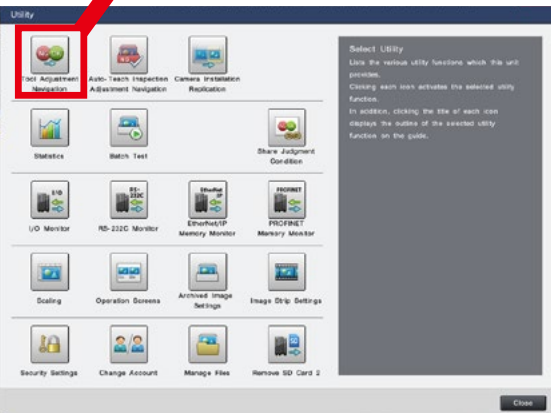 Utility
Tool Adjustment
Navigation
Auto-Teach Inspection
Adjustment Navigation
Camera Installation
Replication
Statistics
Batch Test
Share Judgment
Condition
I/O
RS-
232C
EtherNet
IP
PROFINET
I/O Monitor
RS-232C Monitor
EtherNet/IP
Memory Monitor
PROFINET
Memory Monitor
Scaling
Operation Screens
Archived Image
Settings
Image Strip Settings
Security Settings
Change Account
Manage Files
Remove SD Card 2
Select Utility
Lists the various utility functions which this unit
provides.
Clicking each icon activates the selected utility
function.
In addition, clicking the title of each icon
displays the outline of the selected utility
function on the guide.
Close